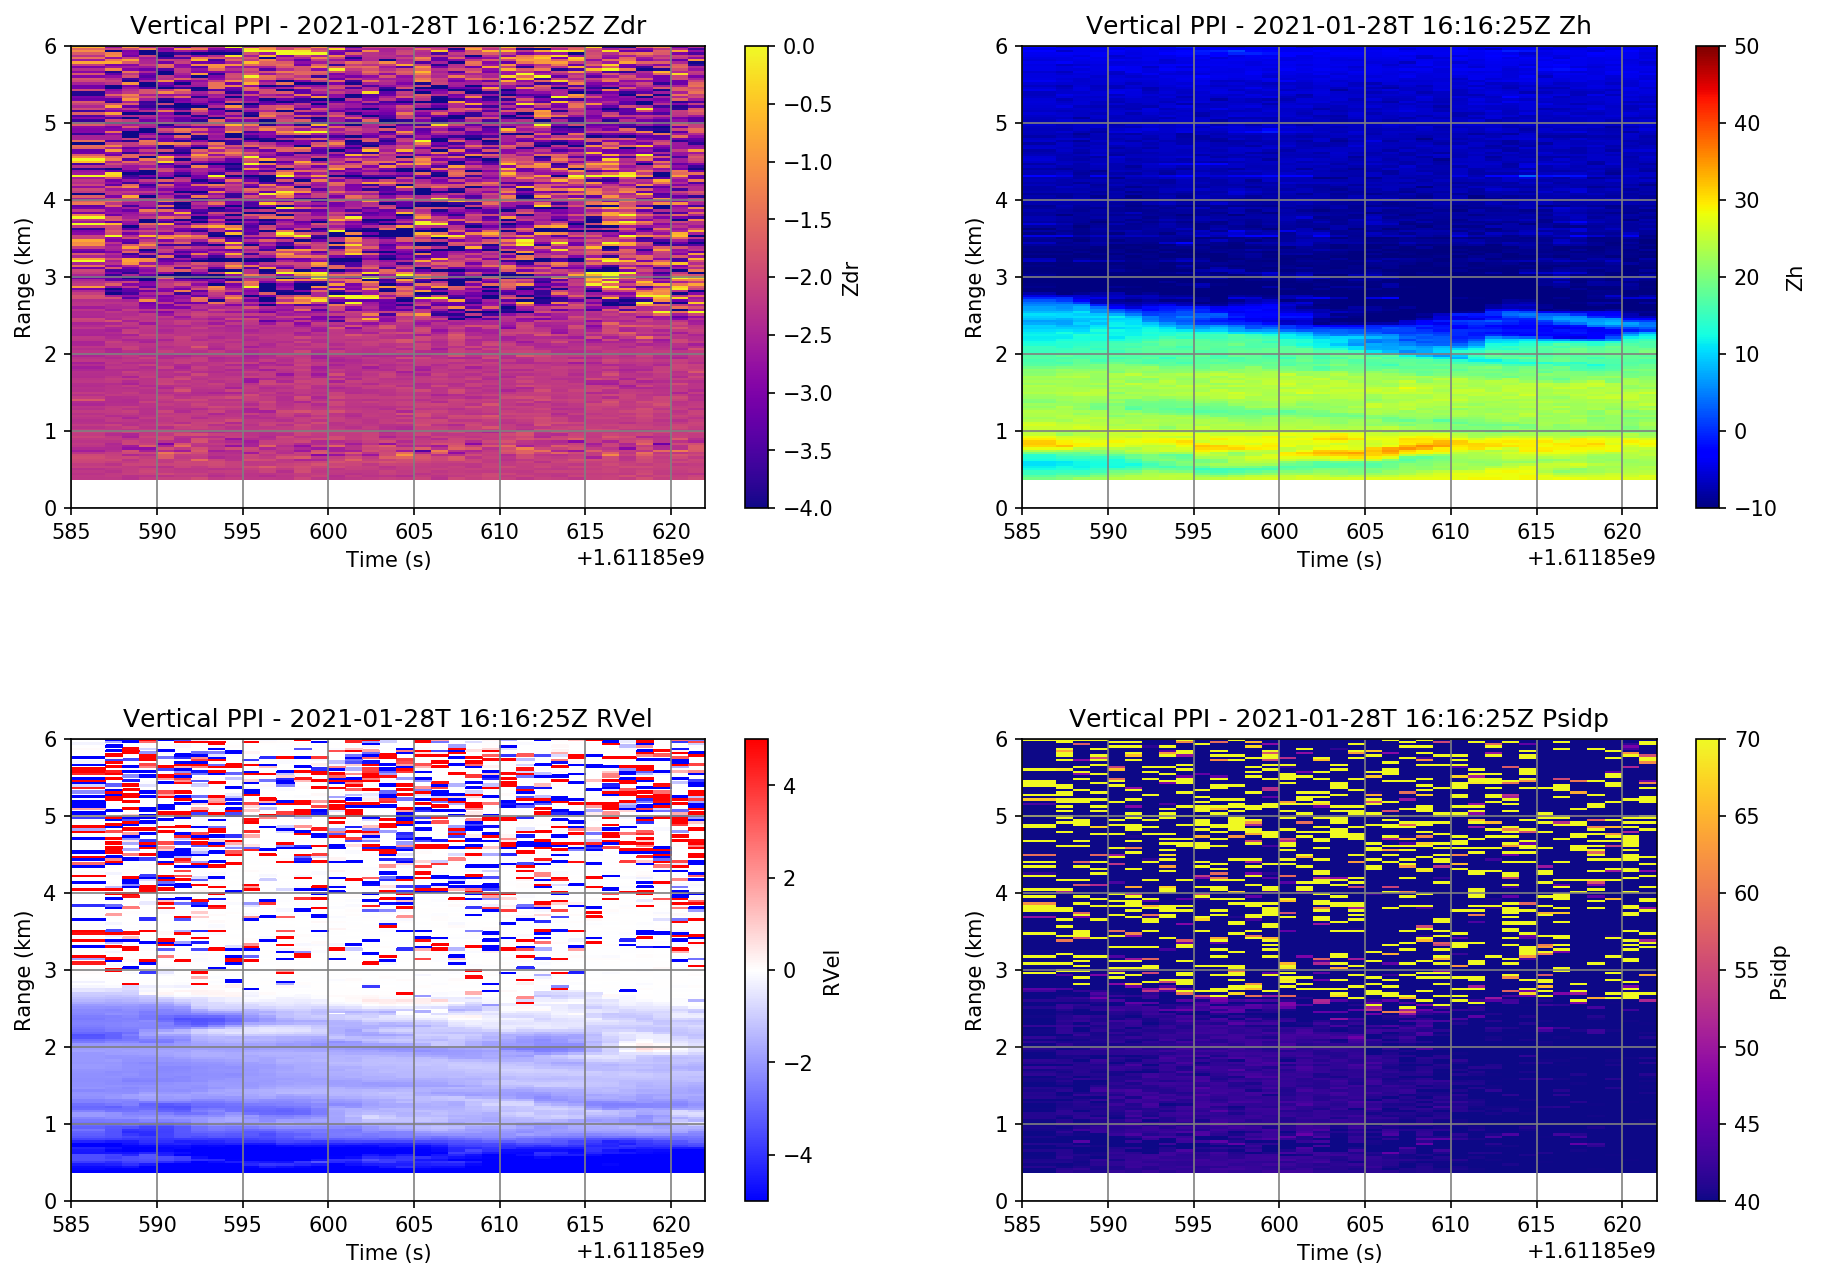 Vertical PPI - 2021-01-28T 16:16:25Z Zdr
6
5
4
3
2
1
0
Range (km)
585 590 595 600 605 610 615 620
Time (s)
+1.61185e9
0.0
−0.5
−1.0
−1.5
−2.0
−2.5
−3.0
−3.5
−4.0
Zdr
Vertical PPI - 2021-01-28T 16:16:25Z Zh
6
5
4
3
2
1
0
Range (km)
585 590 595 600 605 610 615 620
Time (s)
+1.61185e9
50
40
30
20
10
0
−10
Zh
Vertical PPI - 2021-01-28T 16:16:25Z RVel
6
5
4
3
2
1
0
Range (km)
585 590 595 600 605 610 615 620
Time (s)
+1.61185e9
4
2
0
−2
−4
RVel
Vertical PPI - 2021-01-28T 16:16:25Z Psidp
6
5
4
3
2
1
0
Range (km)
585 590 595 600 605 610 615 620
Time (s)
+1.61185e9
70
65
60
55
50
45
40
Psidp